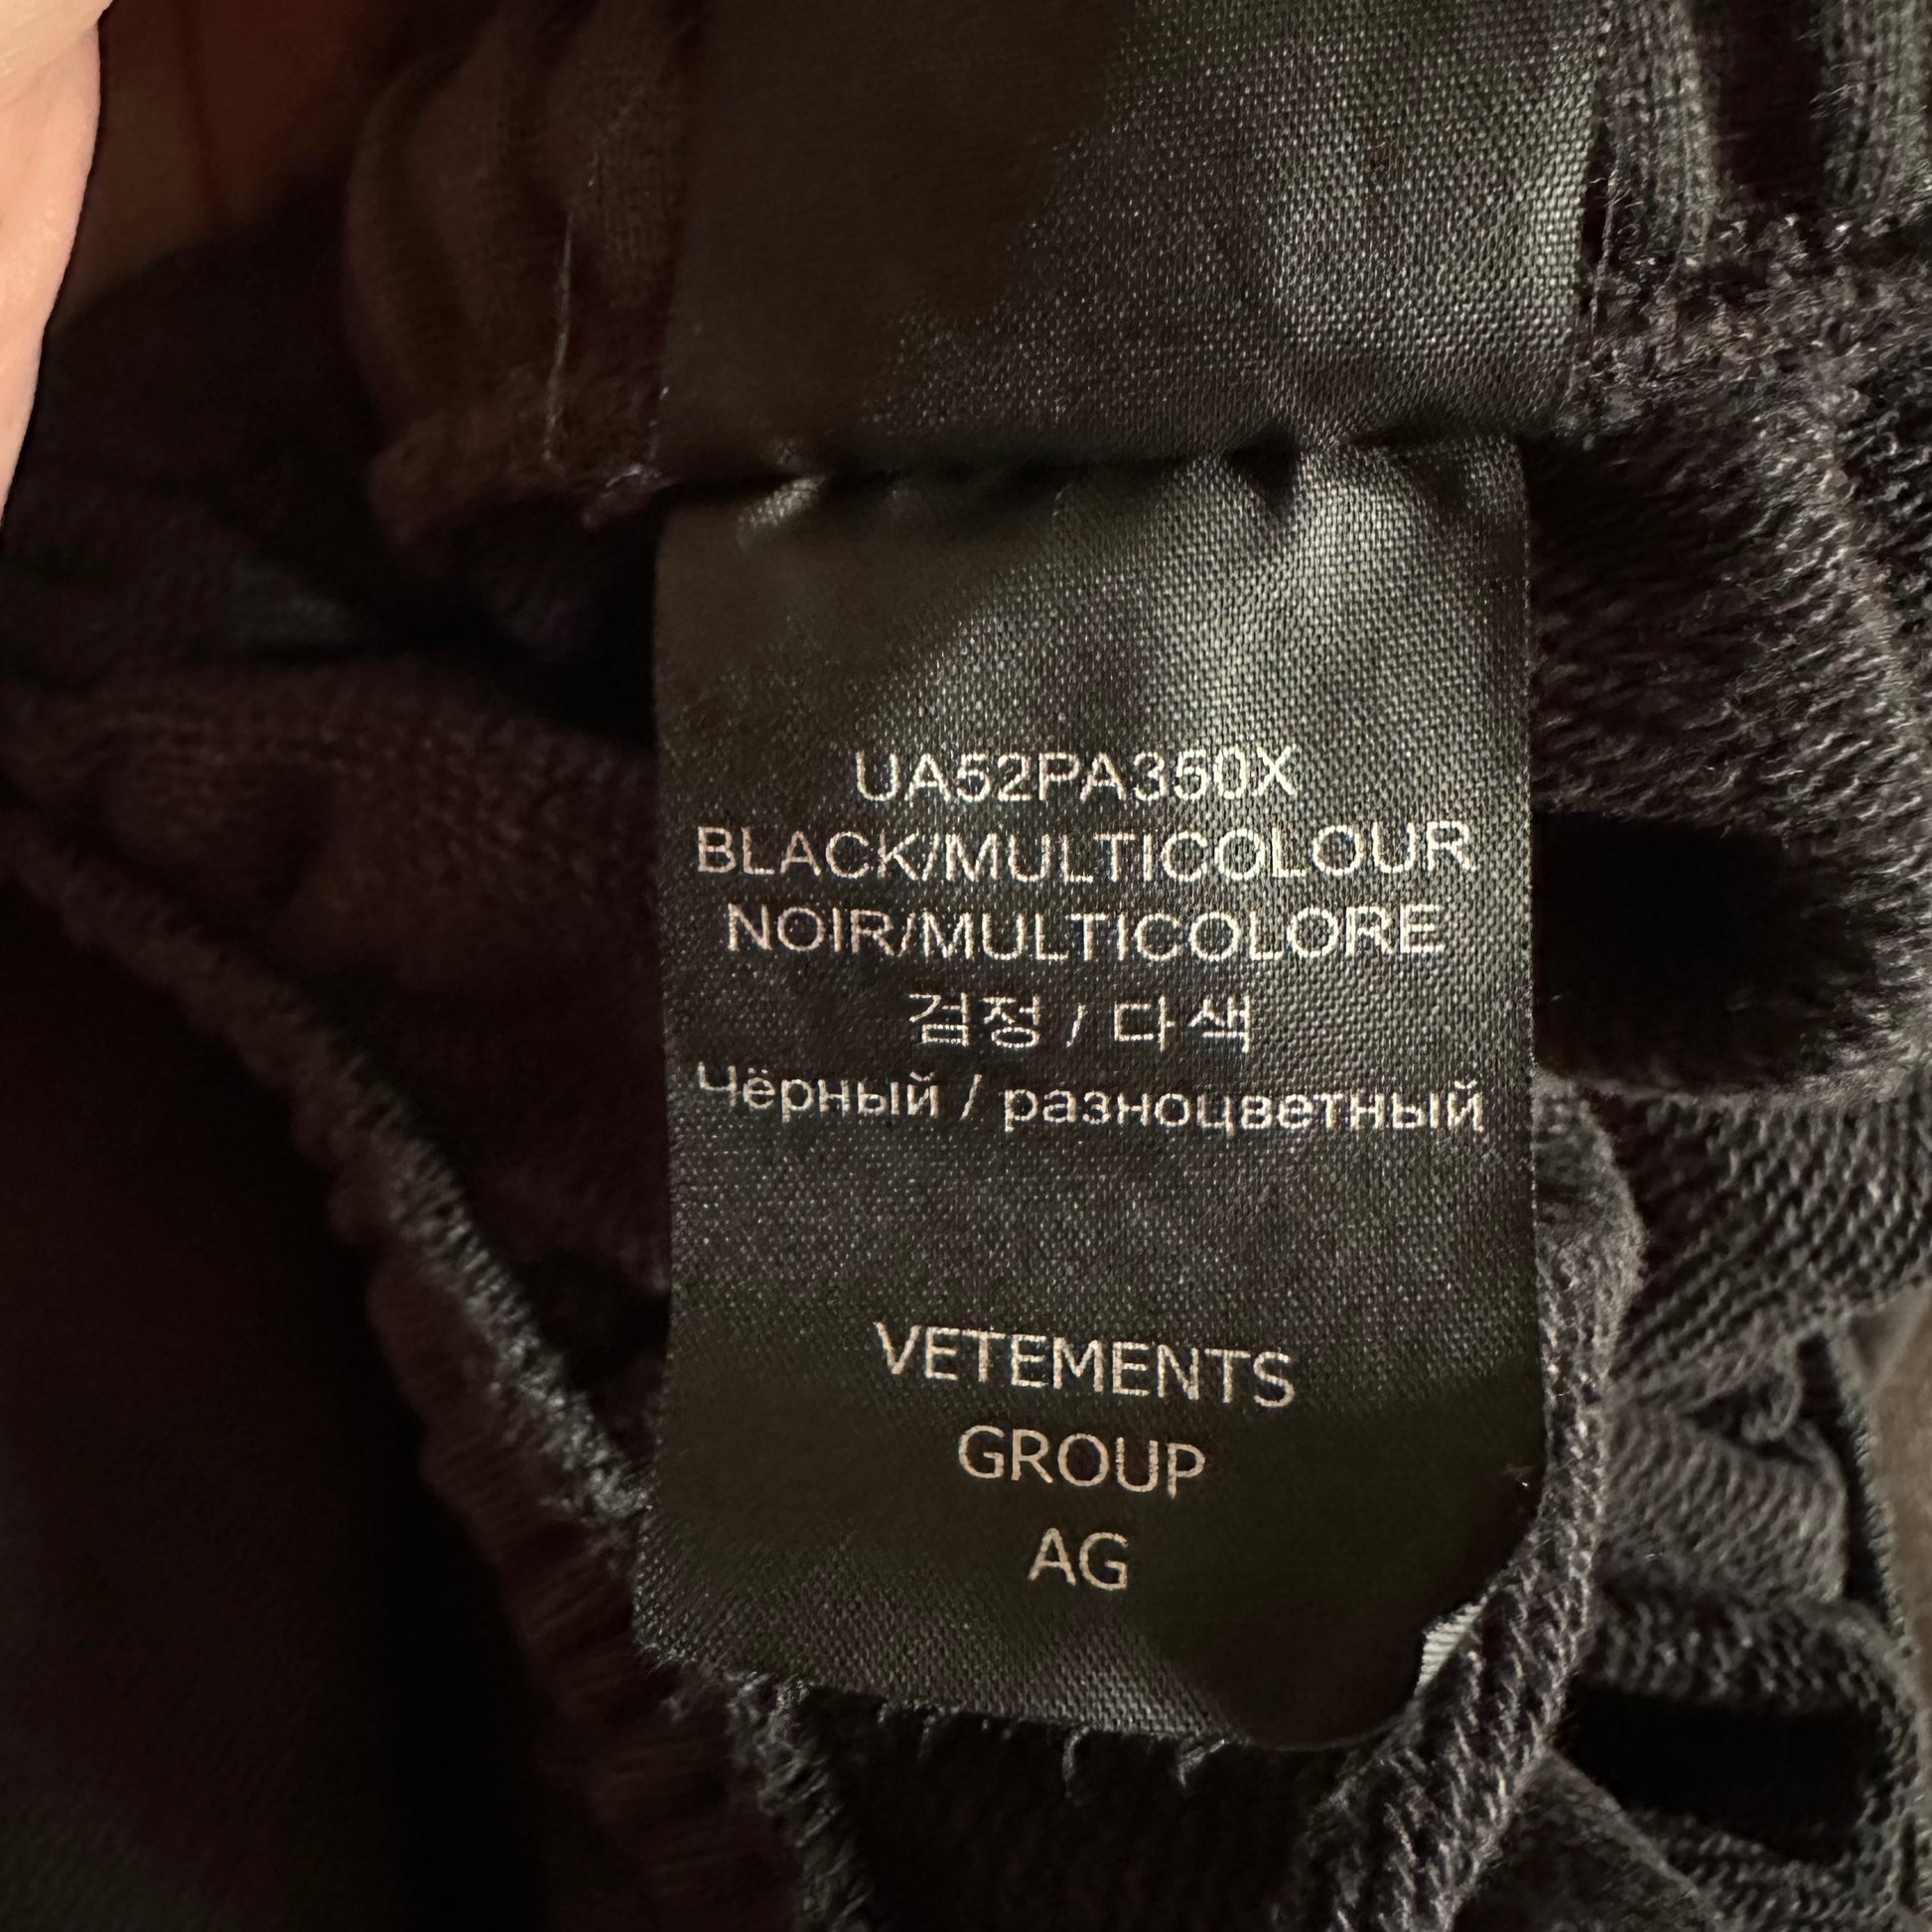 UA52PA350X
BLACK/MULTICOLOUR
NOIR/MULTICOLORE
검정 / 다색
Чёрный / разноцветный
VETEMENTS
GROUP
AG